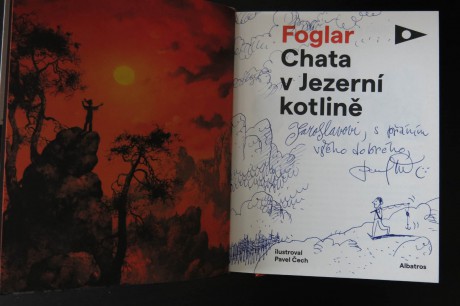 Foglar
Chata
v Jezerní
kotlině
Jaroslavovi, s přáním
všeho dobrého,
ilustroval
Pavel Čech
Albatros